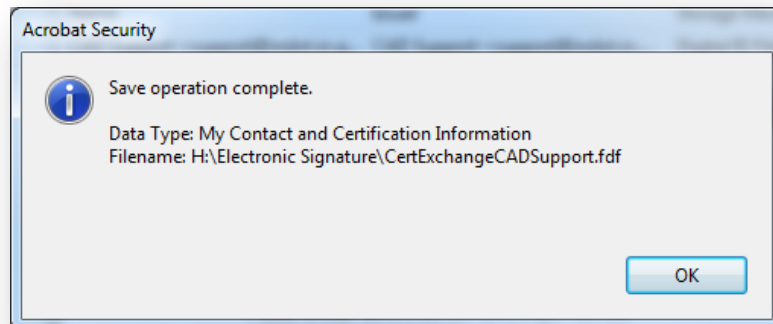 Acrobat Security
Save operation complete.
Data Type: My Contact and Certification Information
Filename: H:\Electronic Signature\CertExchangeCADSupport.fdf
OK